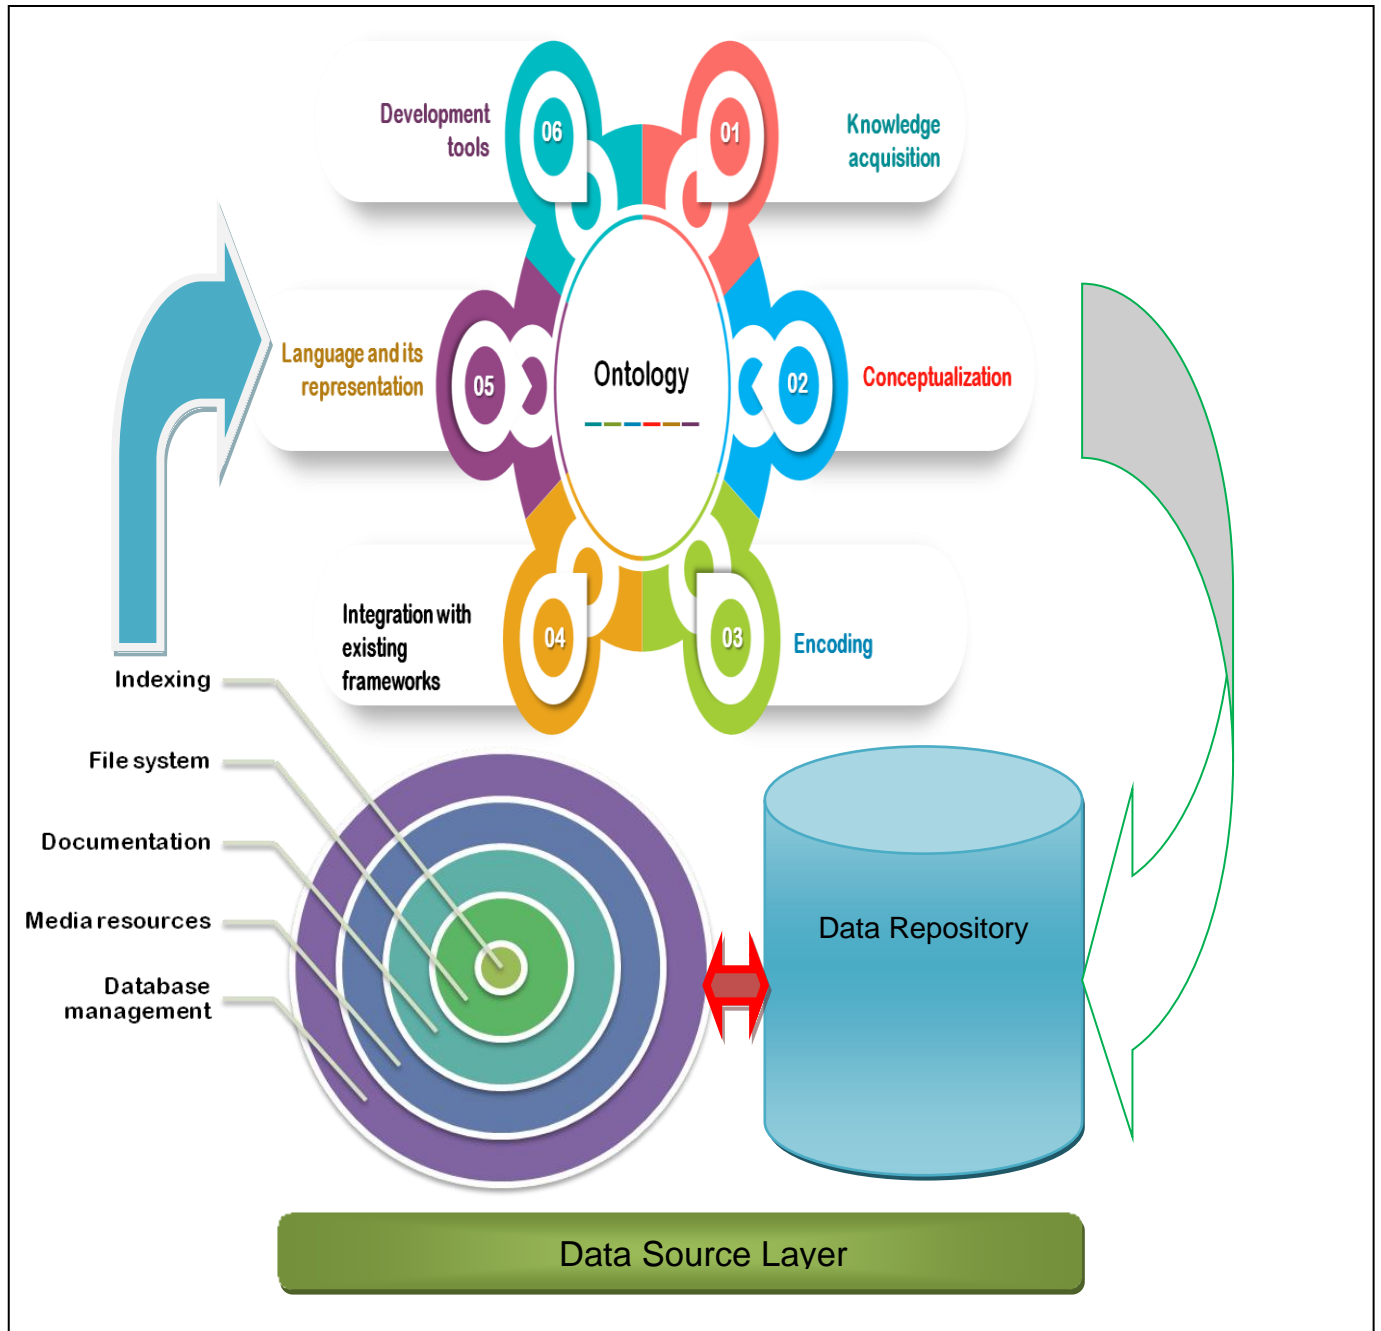 Development
tools
06
01
Knowledge
acquisition
Language and its
representation
05
Ontology
02
Conceptualization
Integration with
existing
frameworks
04
03
Encoding
Indexing
File system
Documentation
Media resources
Database
management
Data Repository
Data Source Layer